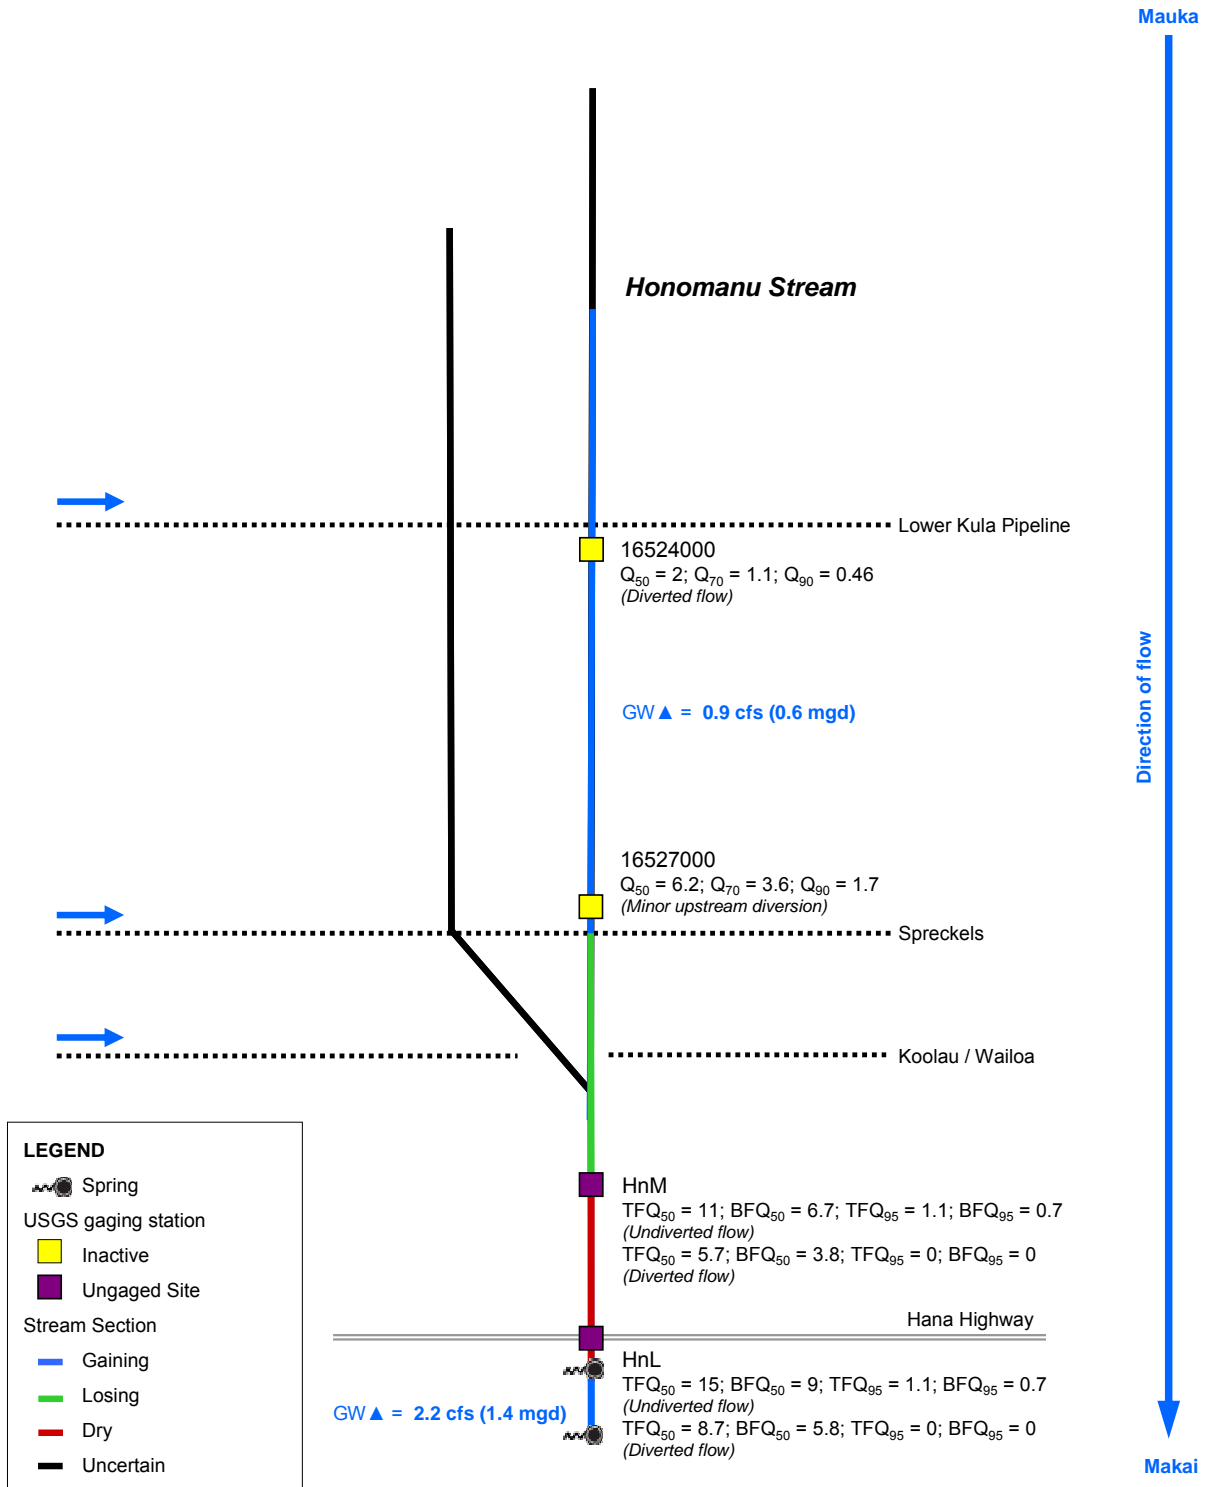 Mauka
Honomanu Stream
Lower Kula Pipeline
16524000
Q50 = 2; Q70 = 1.1; Q90 = 0.46
(Diverted flow)
Direction of flow
GW ▲ = 0.9 cfs (0.6 mgd)
16527000
Q50 = 6.2; Q70 = 3.6; Q90 = 1.7
(Minor upstream diversion)
Spreckels
Koolau / Wailoa
LEGEND
Spring
USGS gaging station
Inactive
Ungaged Site
Stream Section
Gaining
Losing
Dry
Uncertain
HnM
TFQ50 = 11; BFQ50 = 6.7; TFQ95 = 1.1; BFQ95 = 0.7
(Undiverted flow)
TFQ50 = 5.7; BFQ50 = 3.8; TFQ95 = 0; BFQ95 = 0
(Diverted flow)
Hana Highway
HnL
TFQ50 = 15; BFQ50 = 9; TFQ95 = 1.1; BFQ95 = 0.7
(Undiverted flow)
GW ▲ = 2.2 cfs (1.4 mgd)
TFQ50 = 8.7; BFQ50 = 5.8; TFQ95 = 0; BFQ95 = 0
(Diverted flow)
Makai